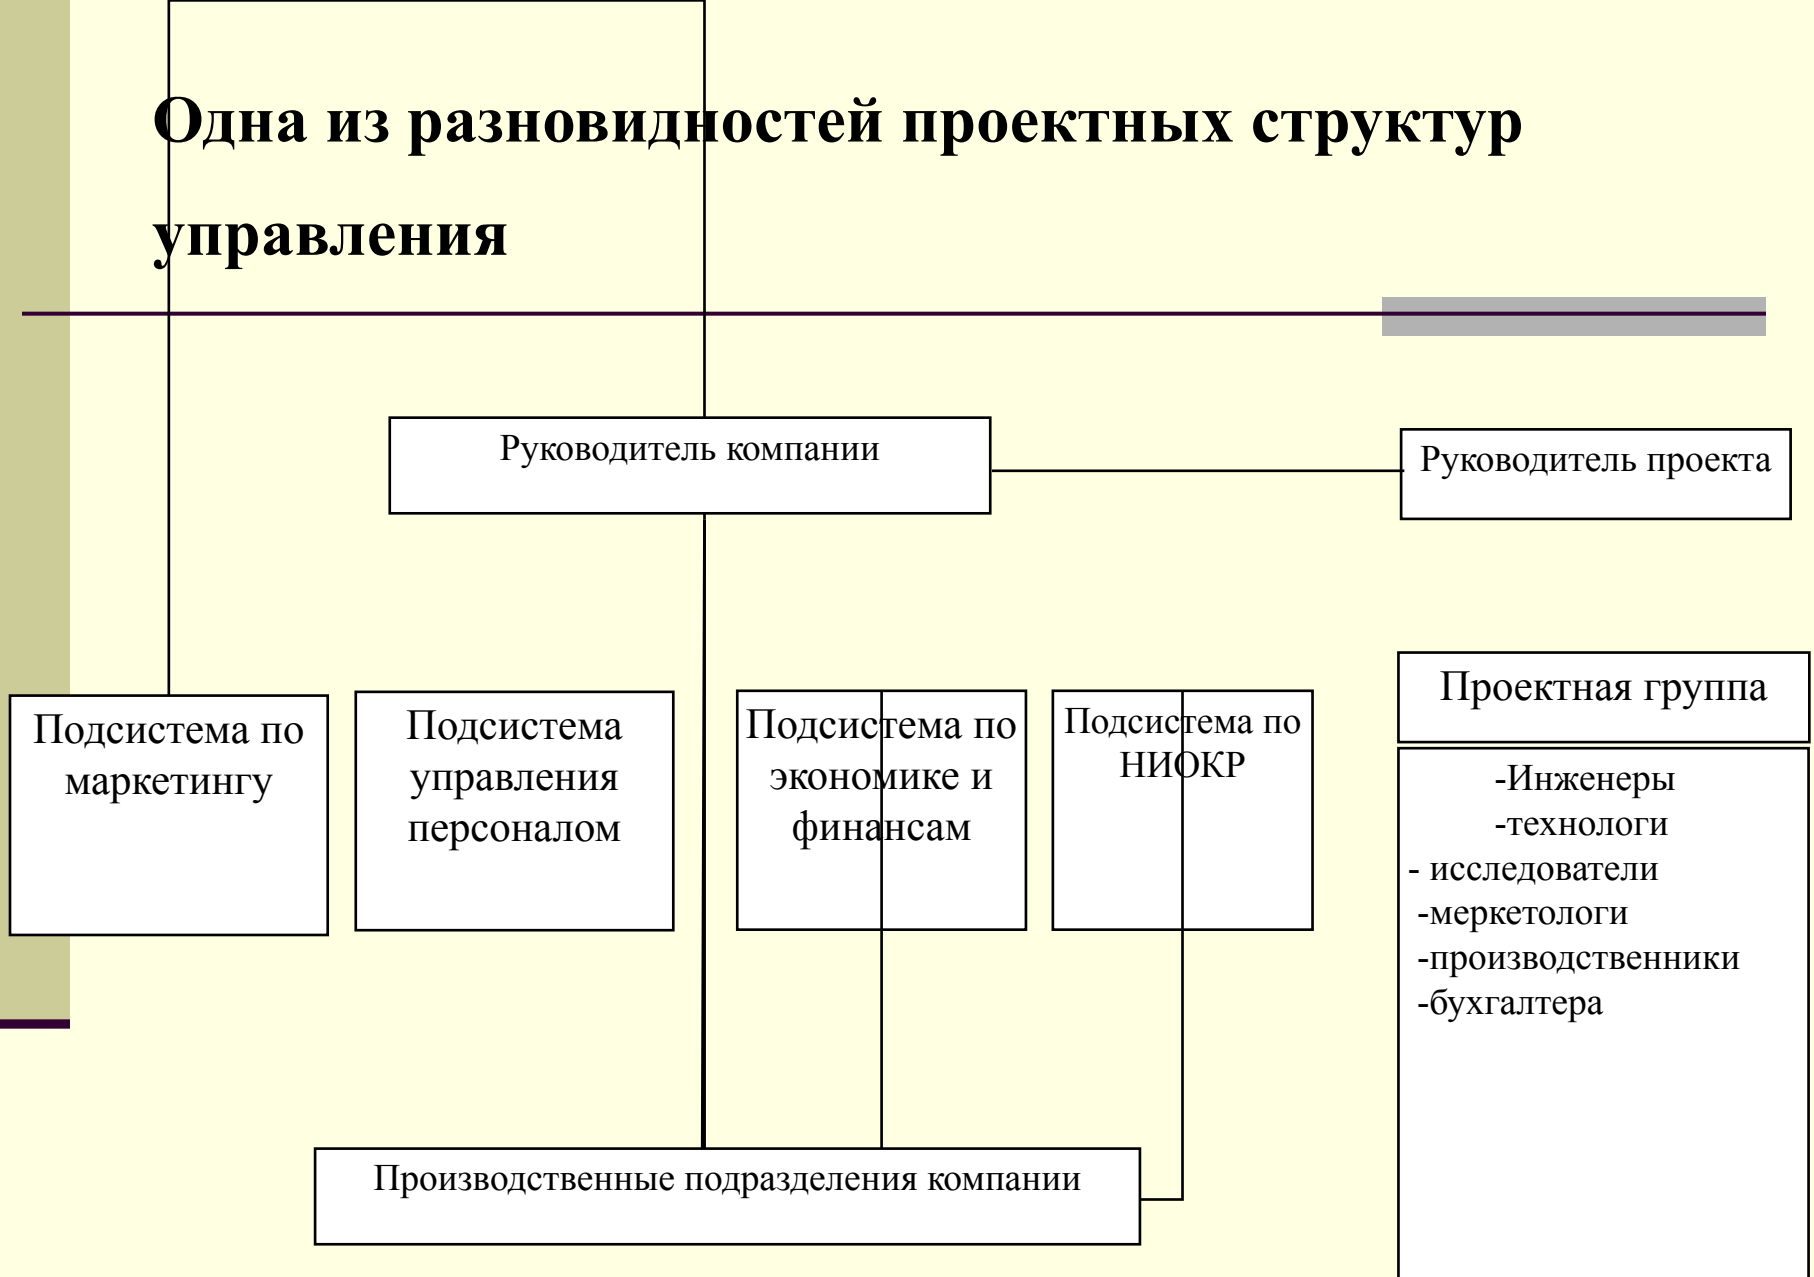 Одна из разновидностей проектных структур
управления
Руководитель компании
Руководитель проекта
Подсистема по
маркетингу
Подсистема
управления
персоналом
Подсистема по
экономике и
финансам
Подсистема по
НИОКР
Проектная группа
-Инженеры
-технологи
- исследователи
-меркетологи
-производственники
-бухгалтера
Производственные подразделения компании